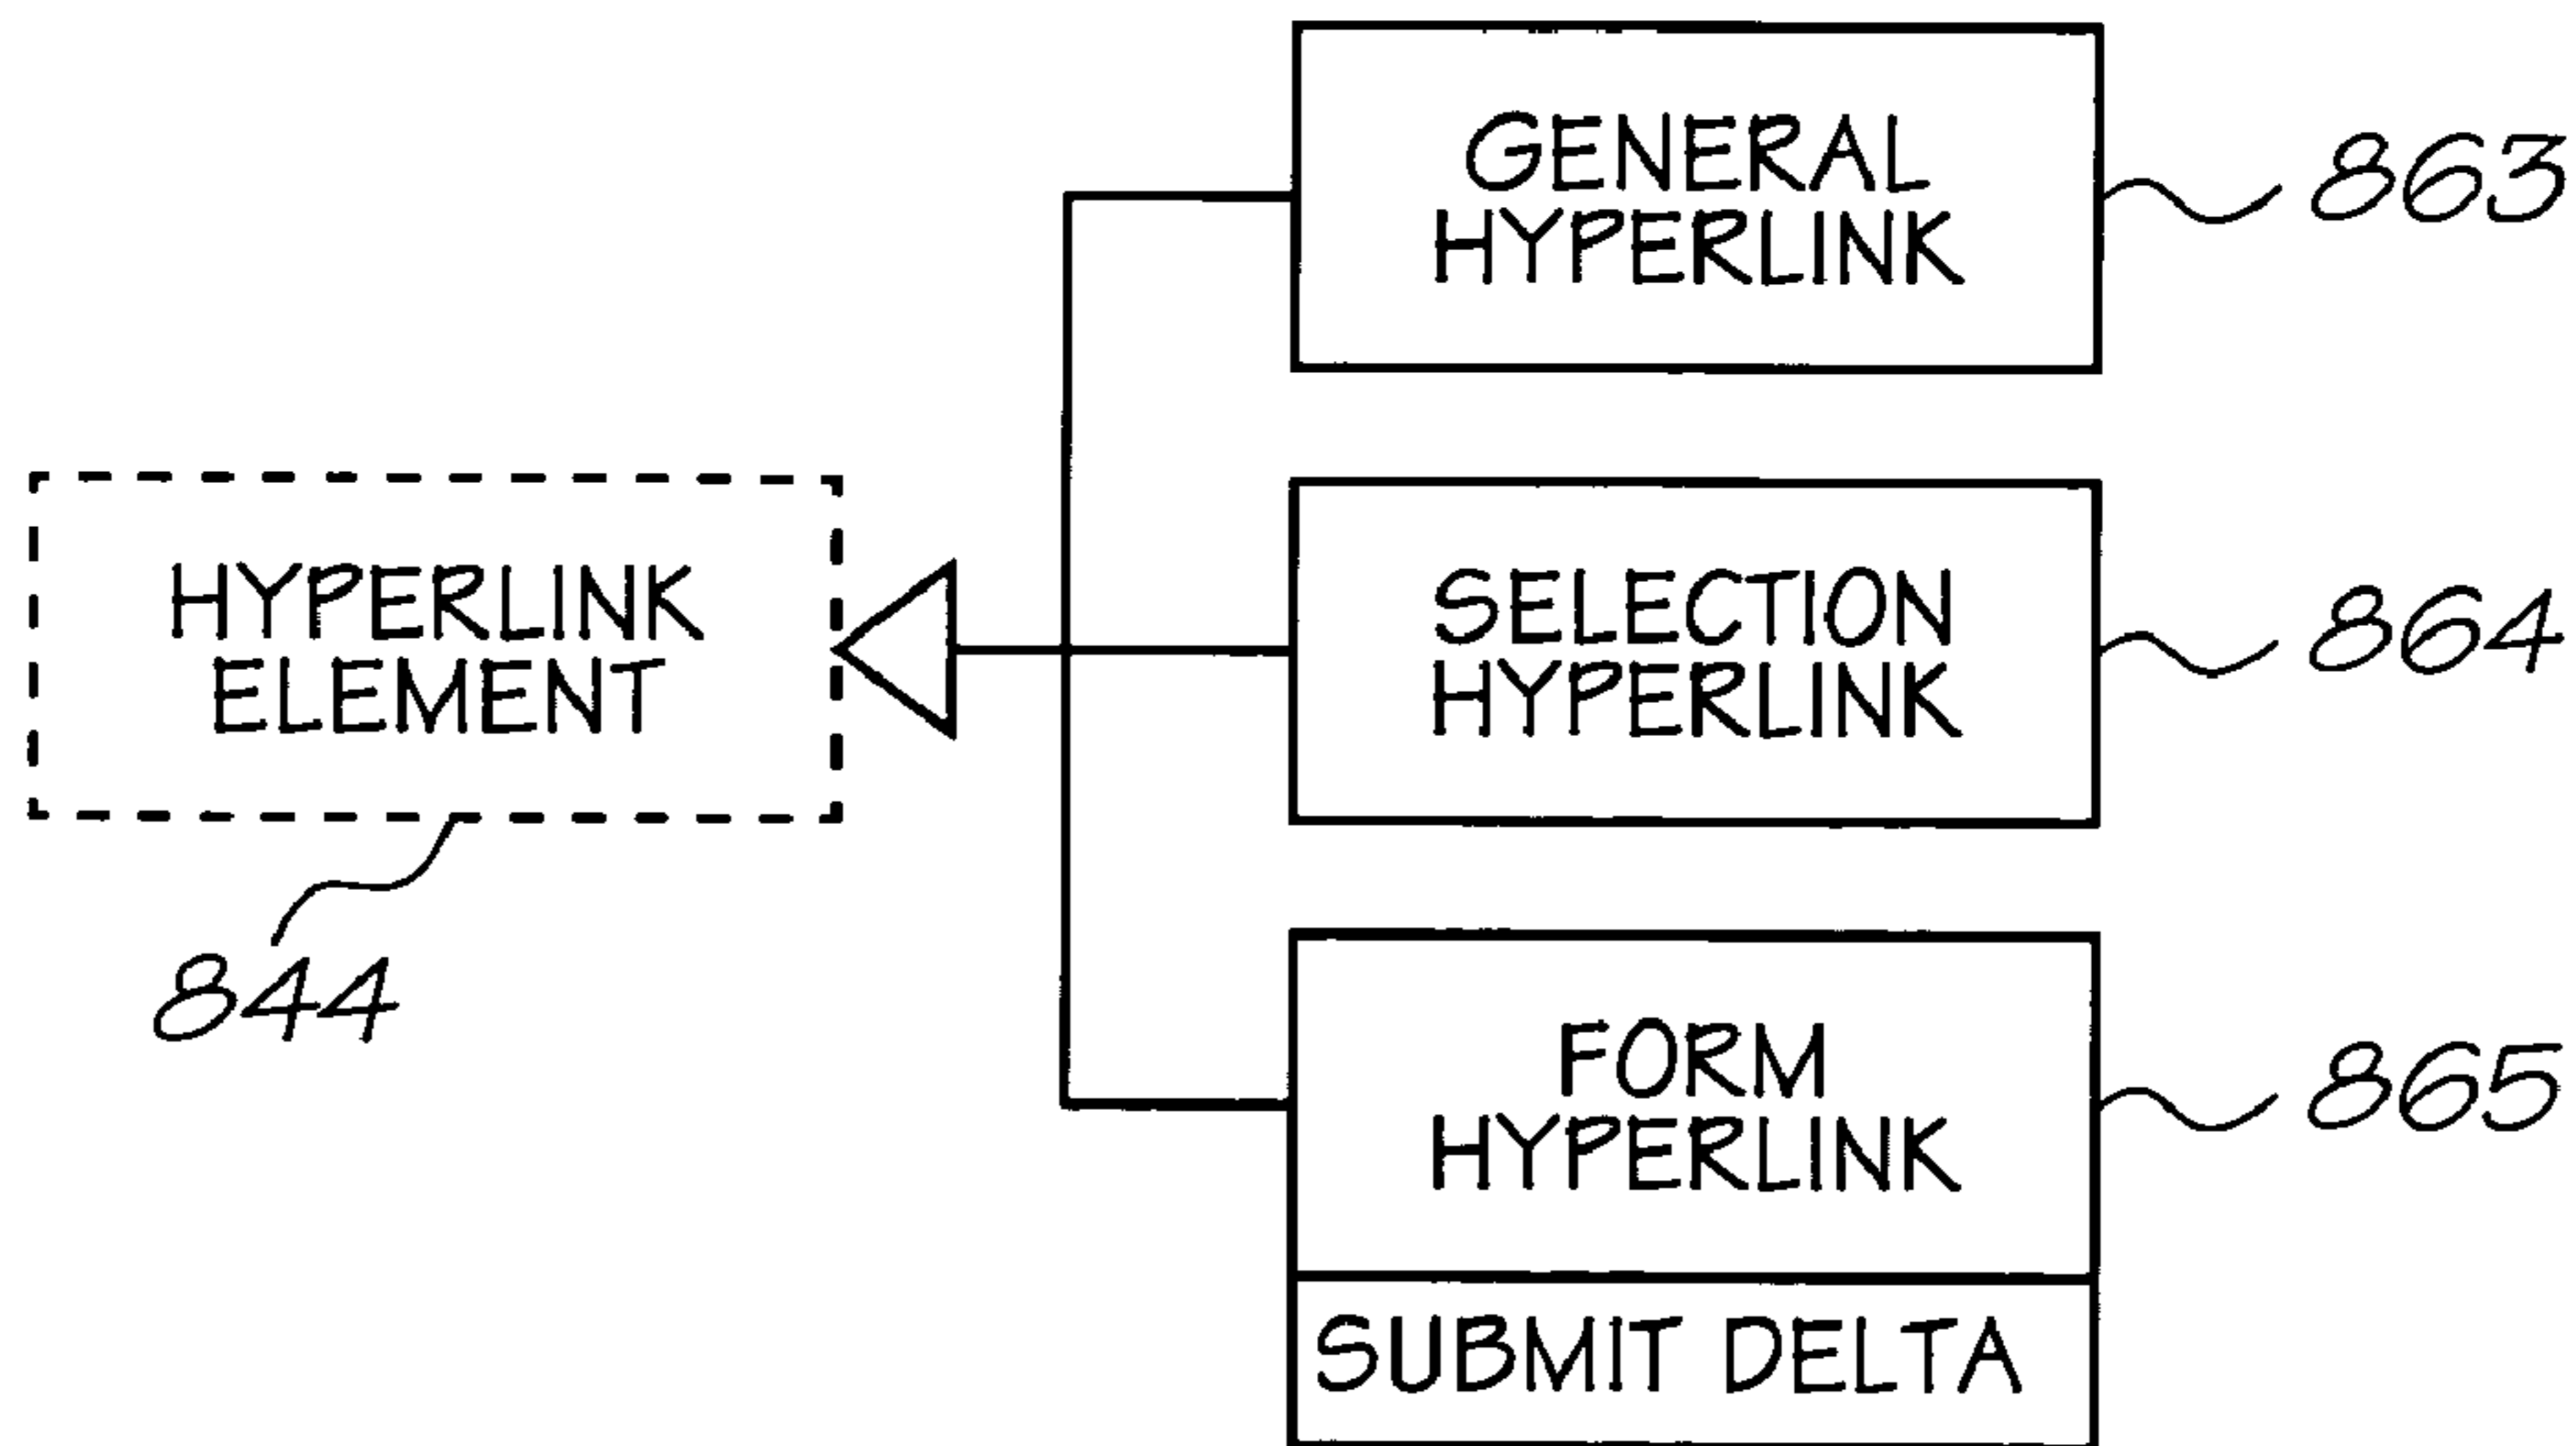 GENERAL
HYPERLINK
863
HYPERLINK
ELEMENT
844
SELECTION
HYPERLINK
864
FORM
HYPERLINK
865
SUBMIT DELTA